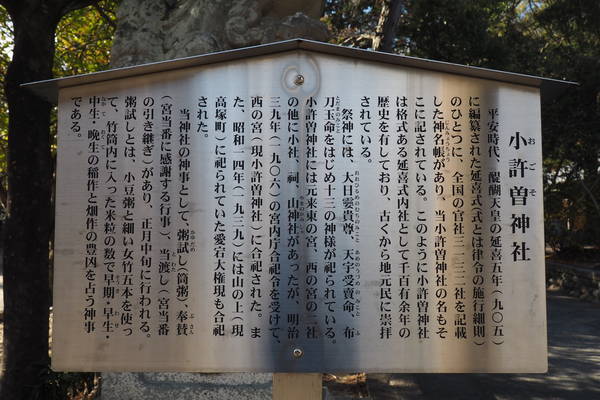 小許曽神社
おこそ
平安時代、醍醐天皇の延喜五年（九〇五）
に編纂された延喜式（式とは律令の施行細則）
のひとつに、全国の官社三一三二社を記載
した神名帳があり、当小許曽神社の名もそ
こに記されている。このように小許曽神社
は格式ある延喜式内社として千百有余年の
歴史を有しており、古くから地元民に崇拝
されている。
祭神には、大日孁貴尊、天宇受賣命、布
刀玉命をはじめ十三の神様が祀られている。
小許曽神社には元来東の宮、西の宮の二社
の他に小社、祠、山神社があったが、明治
三九年（一九〇六）の宮内庁合祀令を受けて、
西の宮（現小許曽神社）に合祀された。ま
た、昭和一四年（一九三九）には山の上（現
高塚町）に祀られていた愛宕大権現も合祀
された。
当神社の神事として、粥試し（筒粥）、奉賛
（宮当番に感謝する行事）、当渡し（宮当番
の引き継ぎ）があり、正月中旬に行われる。
粥試しとは、小豆粥と細い女竹五本を使っ
て、竹筒内に入った米粒の数で早期・早生・
中生・晩生の稲作と畑作の豊凶を占う神事
である。